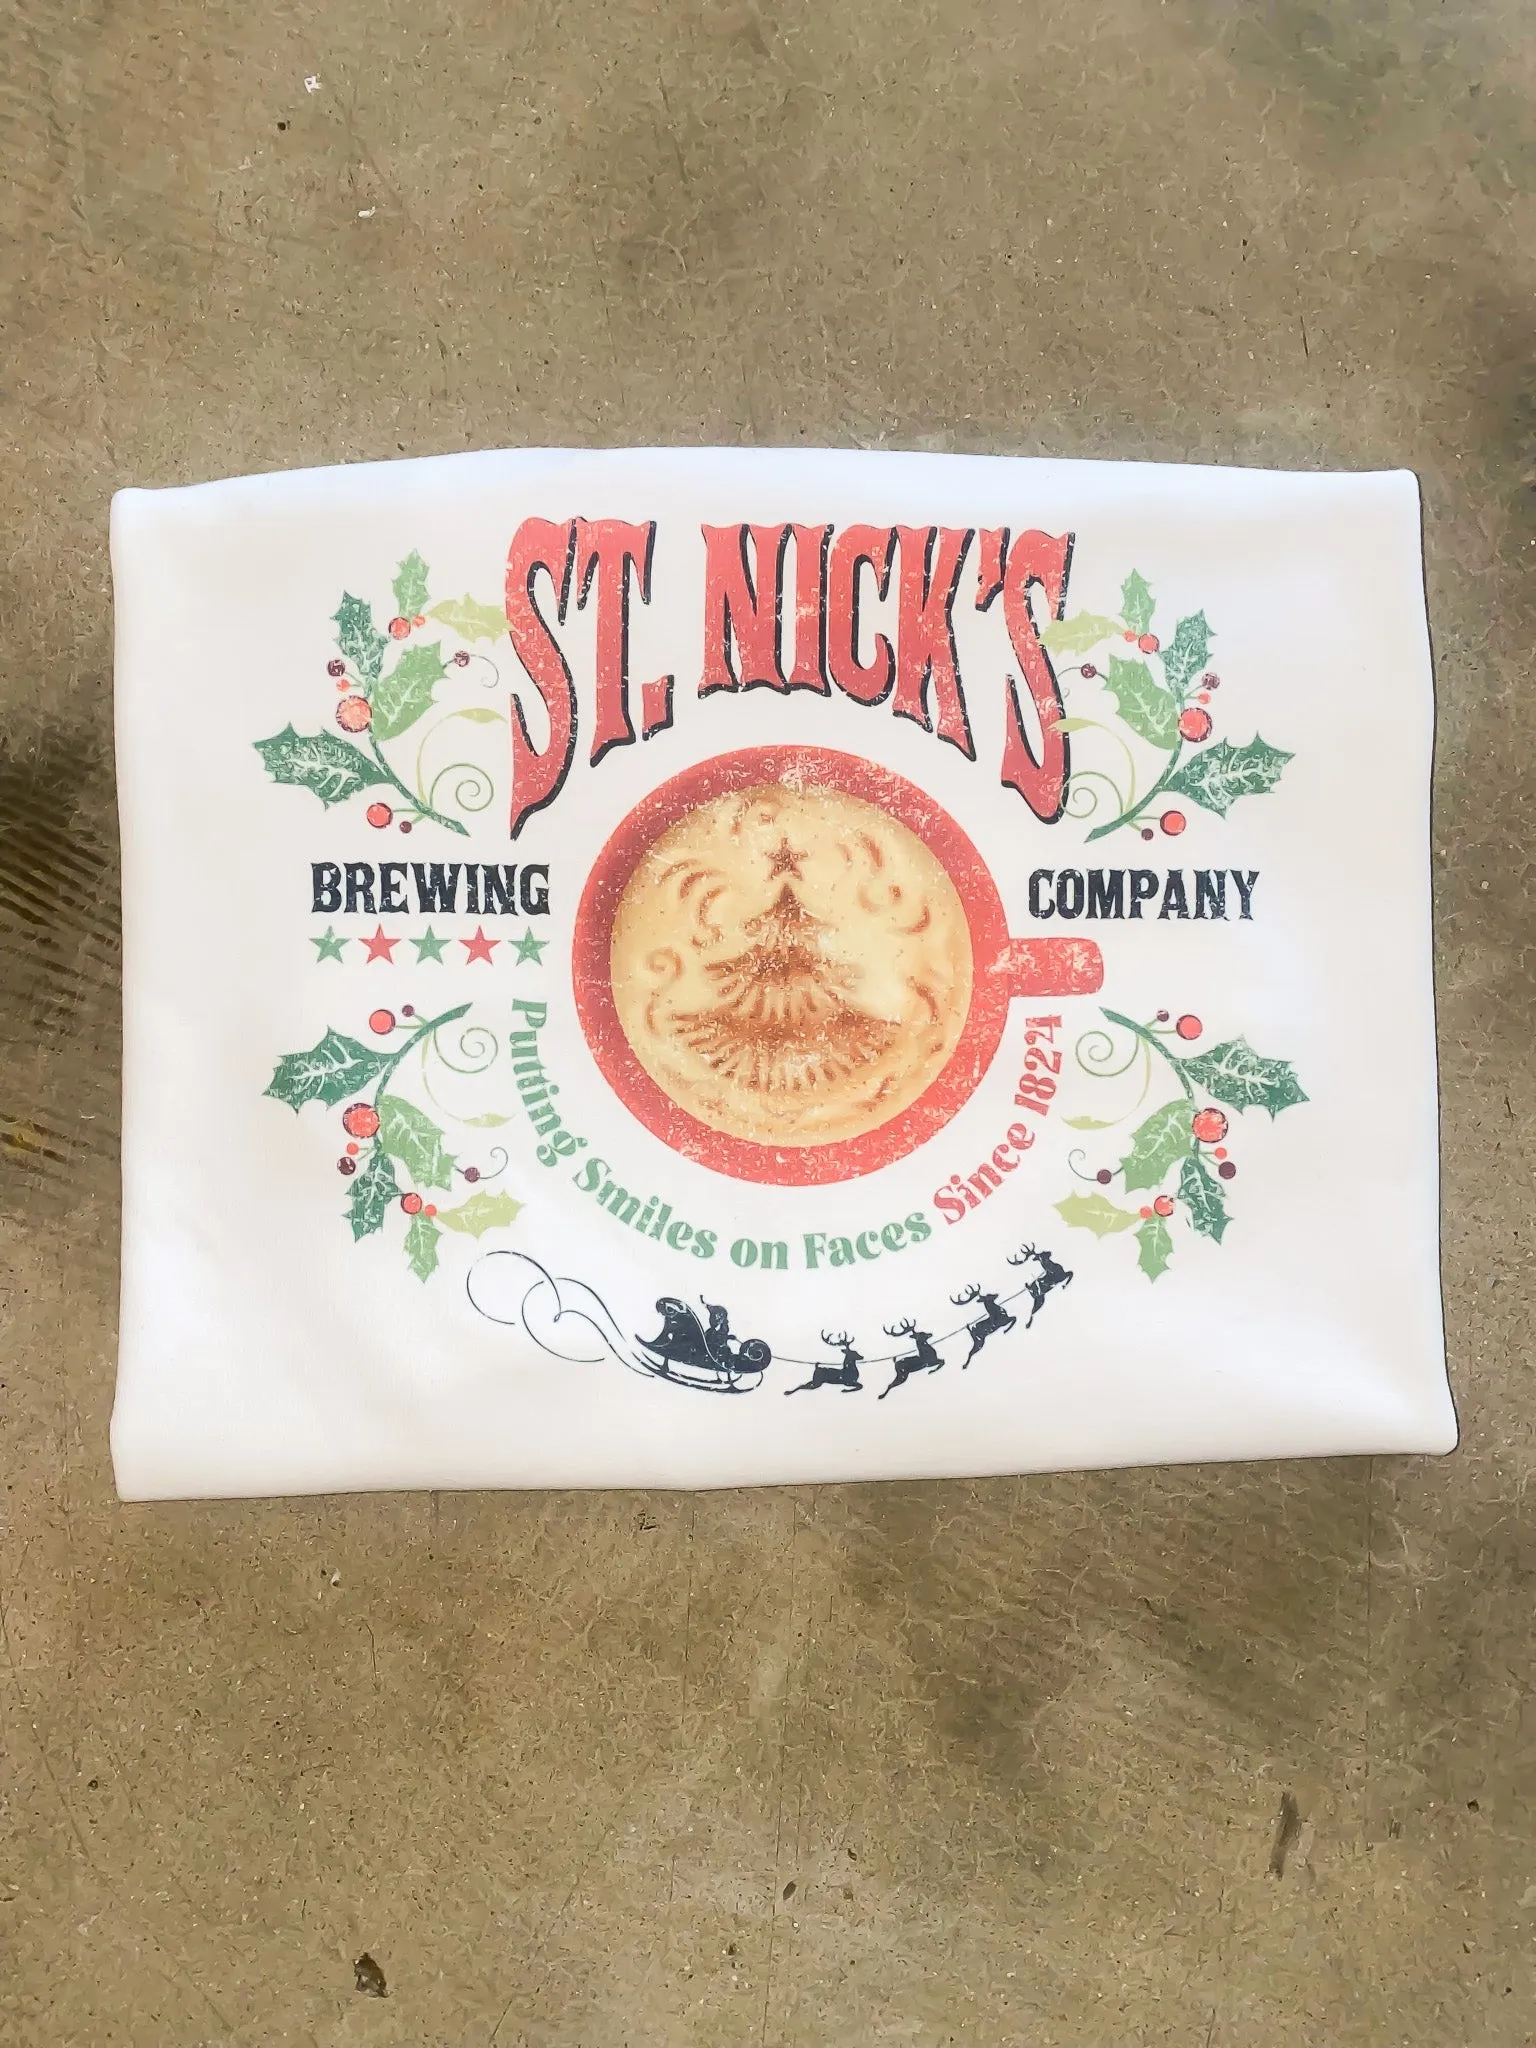 ST. NICK'S
BREWING
COMPANY
Putting Smiles on Faces Since 1824